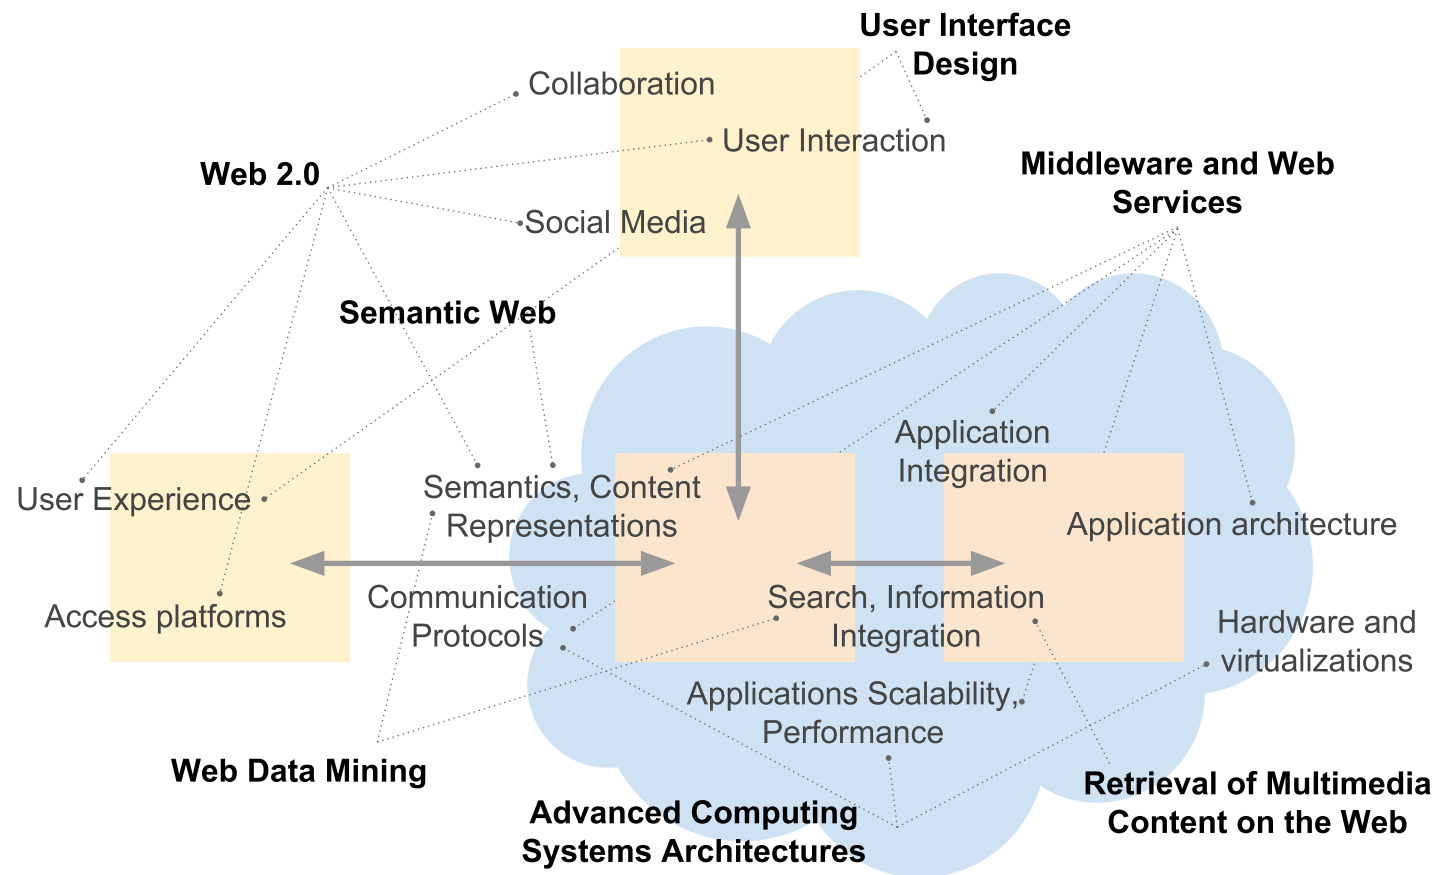 User Interface
Design
Collaboration
User Interaction
Middleware and Web
Services
Web 2.0
Social Media
Semantic Web
Application
Integration
User Experience
Semantics, Content
Representations
Application architecture
Access platforms
Communication
Protocols
Search, Information
Integration
Hardware and
virtualizations
Applications Scalability,
Performance
Web Data Mining
Advanced Computing
Systems Architectures
Retrieval of Multimedia
Content on the Web